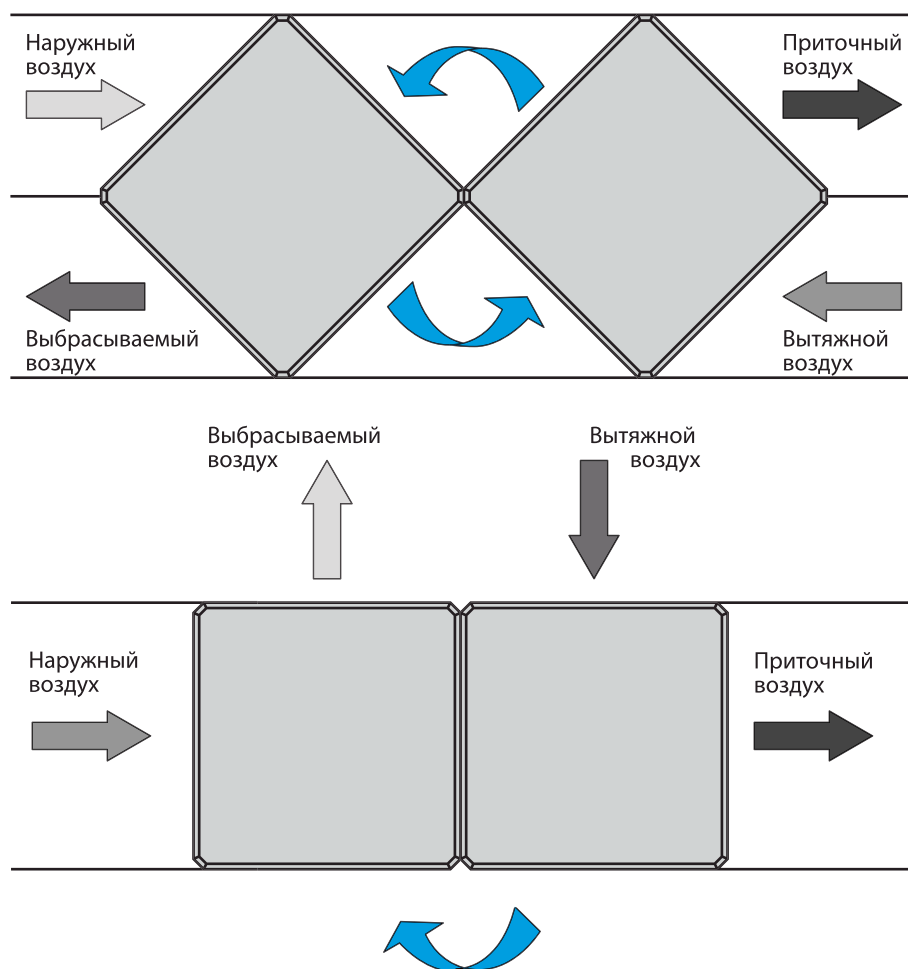 Наружный
воздух
Приточный
воздух
Выбрасываемый
воздух
Вытяжной
воздух
Выбрасываемый
воздух
Вытяжной
воздух
Наружный
воздух
Приточный
воздух